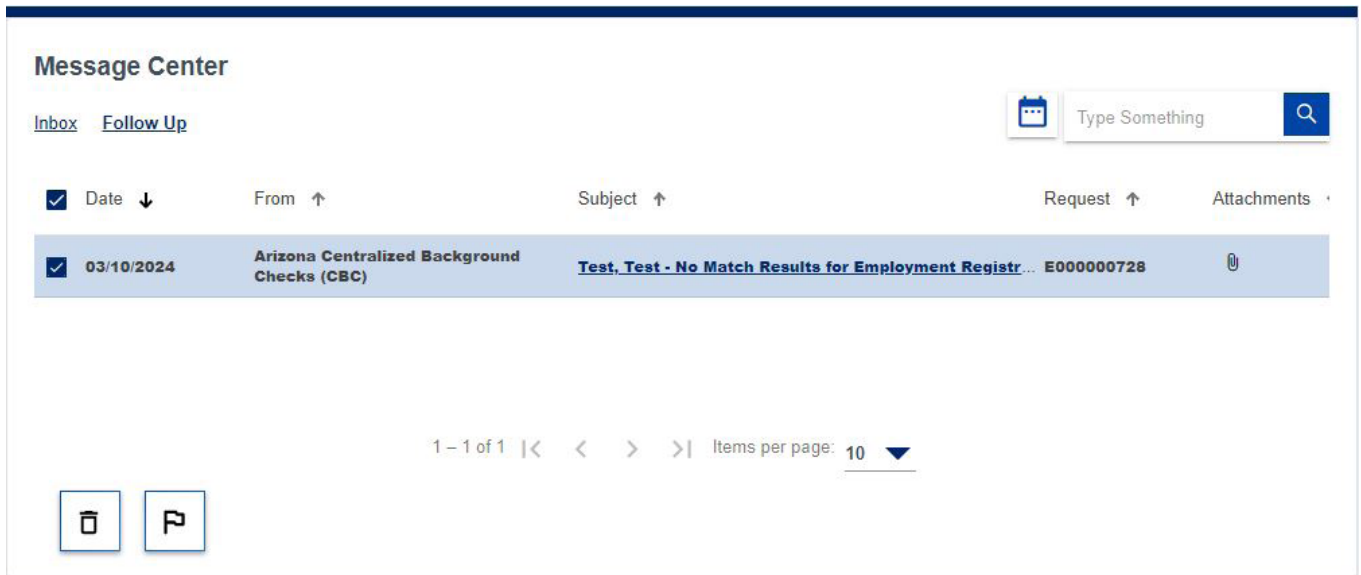 Message Center
Inbox Follow Up
Type Something
Date From Subject Request Attachments
03/10/2024 Arizona Centralized Background Checks (CBC) Test, Test - No Match Results for Employment Registr... E000000728
1 – 1 of 1 Items per page: 10